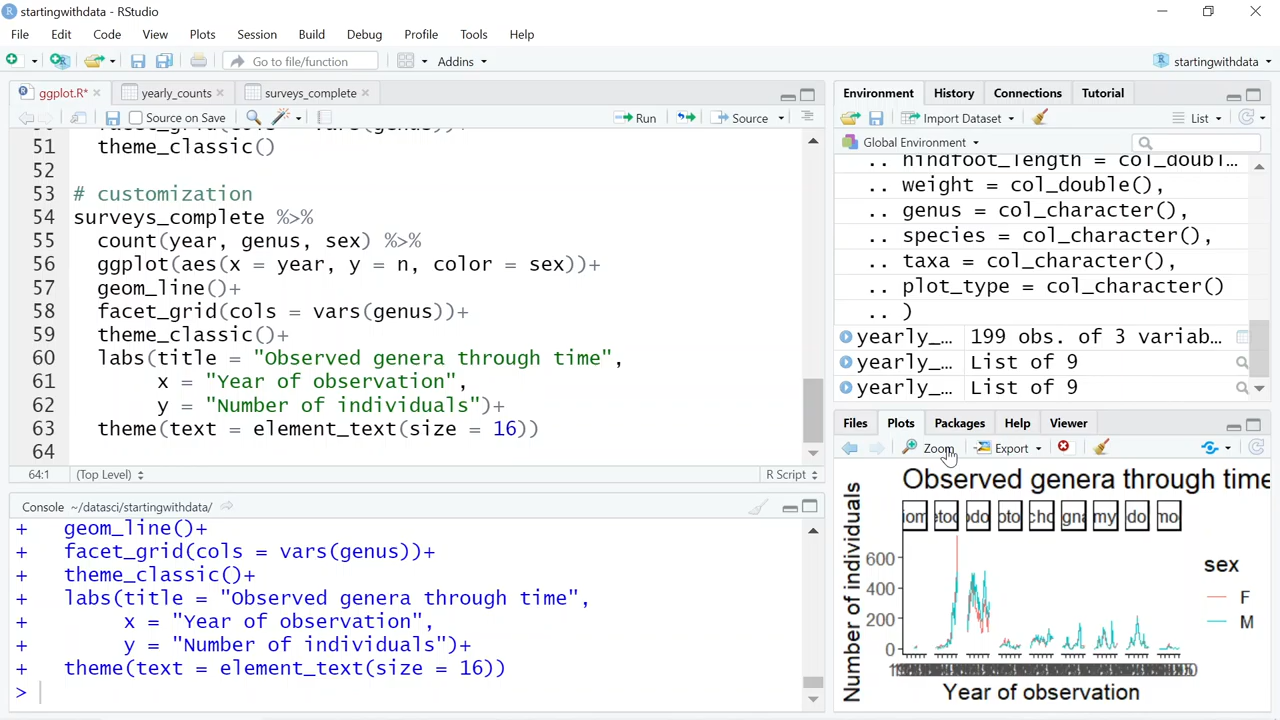 startingwithdata - RStudio
File Edit Code View Plots Session Build Debug Profile Tools Help
Go to file/function Addins startingwithdata
ggplot.R* yearly_counts surveys_complete
Source on Save Run Source
51 theme_classic()
52
53 # customization
54 surveys_complete %>%
55 count(year, genus, sex) %>%
56 ggplot(aes(x = year, y = n, color = sex))+
57 geom_line()+
58 facet_grid(cols = vars(genus))+
59 theme_classic()+
60 labs(title = "Observed genera through time",
61 x = "Year of observation",
62 y = "Number of individuals")+
63 theme(text = element_text(size = 16))
64
64:1 (Top Level) R Script
Console ~/datasci/startingwithdata/
+ geom_line()+
+ facet_grid(cols = vars(genus))+
+ theme_classic()+
+ labs(title = "Observed genera through time",
+ x = "Year of observation",
+ y = "Number of individuals")+
+ theme(text = element_text(size = 16))
>
Environment History Connections Tutorial
Import Dataset List
Global Environment
.. hindfoot_length = col_doubl...
.. weight = col_double(),
.. genus = col_character(),
.. species = col_character(),
.. taxa = col_character(),
.. plot_type = col_character()
.. )
yearly_... 199 obs. of 3 variab...
yearly_... List of 9
yearly_... List of 9
Files Plots Packages Help Viewer
Zoom Export
Observed genera through time
Number of individuals
600
400
200
0
Year of observation
sex
F
M